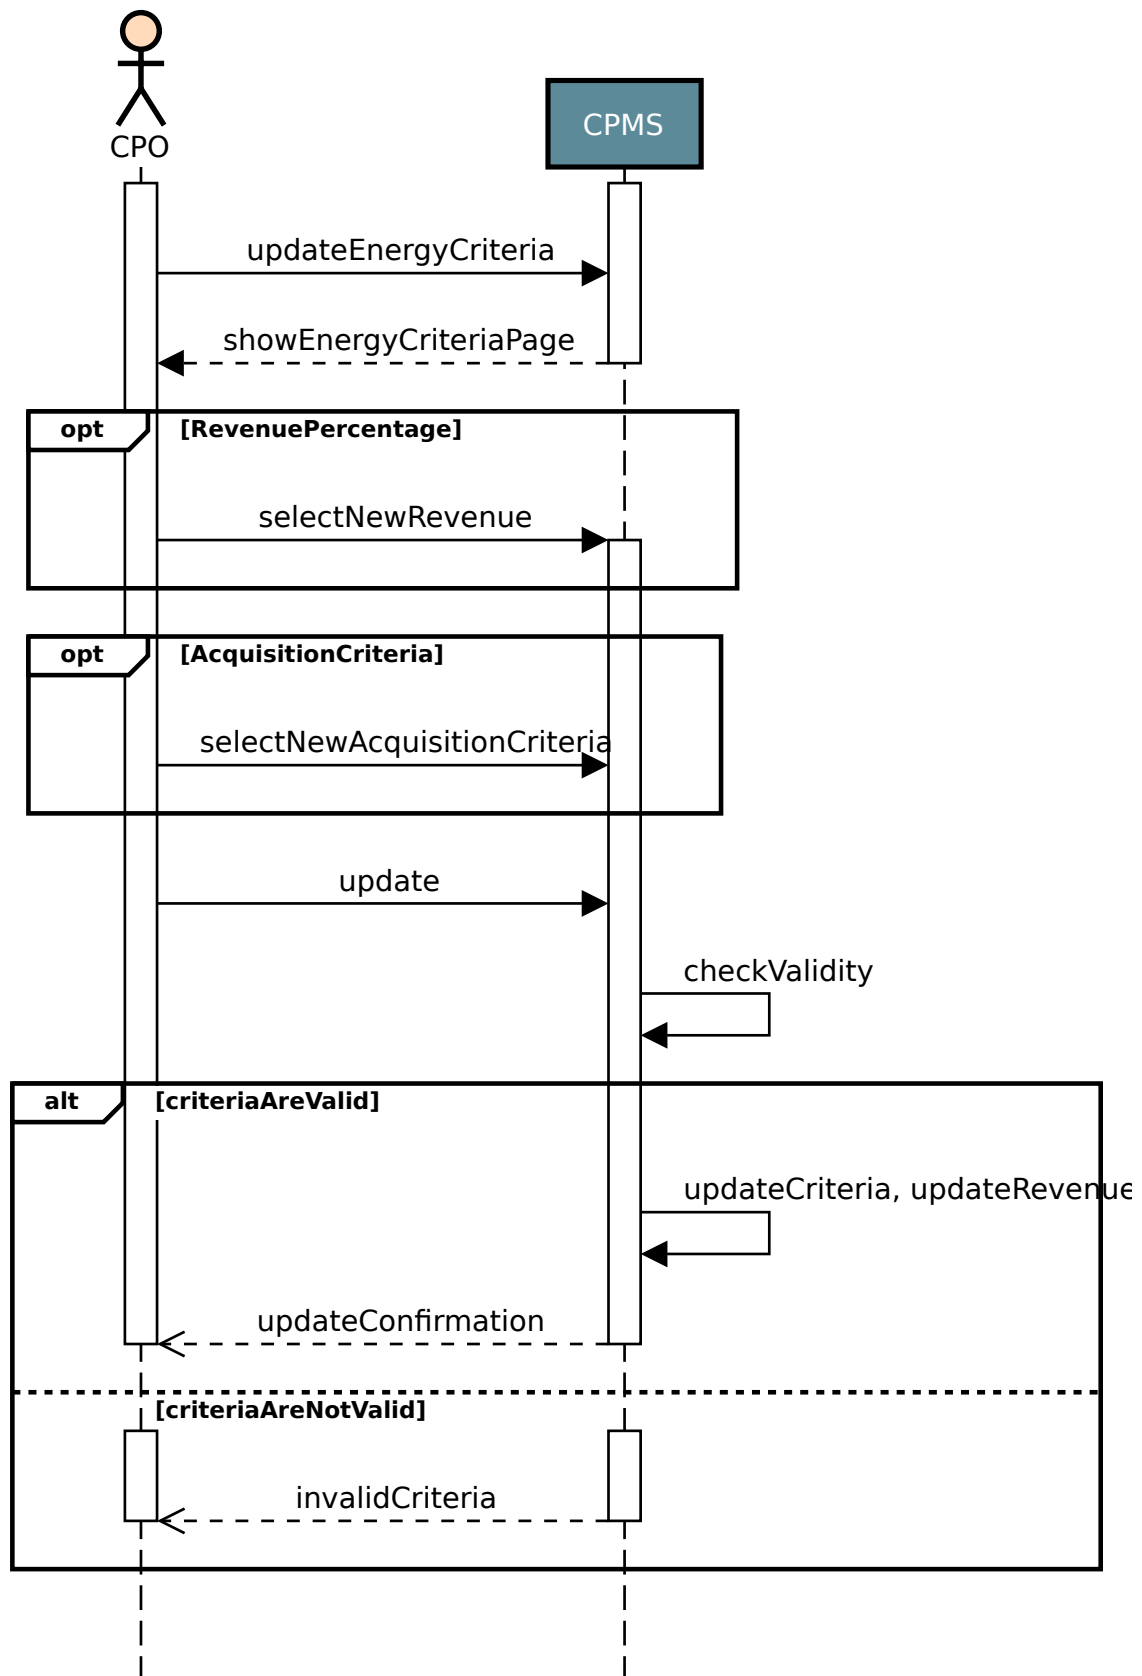 CPO
CPMS
updateEnergyCriteria
showEnergyCriteriaPage
opt [RevenuePercentage]
selectNewRevenue
opt [AcquisitionCriteria]
selectNewAcquisitionCriteria
update
checkValidity
alt [criteriaAreValid]
updateCriteria, updateRevenue
updateConfirmation
[criteriaAreNotValid]
invalidCriteria